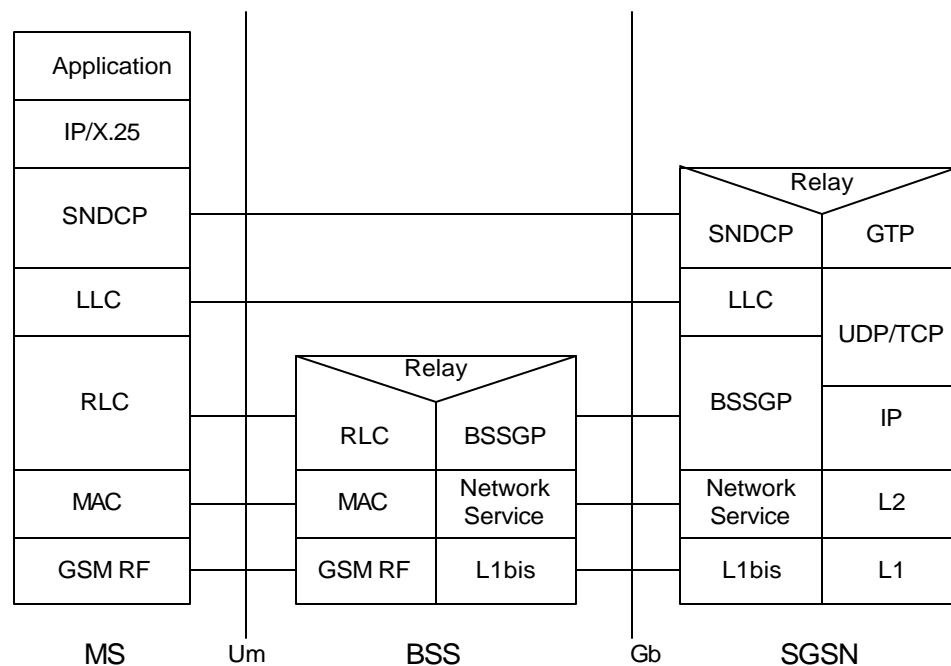 Application
IP/X.25
SNDCP
LLC
RLC
MAC
GSM RF
MS
Um
Relay
RLC
BSSGP
MAC
Network
Service
GSM RF
L1bis
BSS
Gb
Relay
SNDCP
GTP
LLC
UDP/TCP
BSSGP
IP
Network
Service
L2
L1bis
L1
SGSN